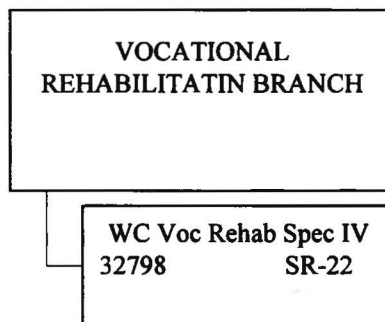 VOCATIONAL
REHABILITATIN BRANCH
WC Voc Rehab Spec IV
32798 SR-22